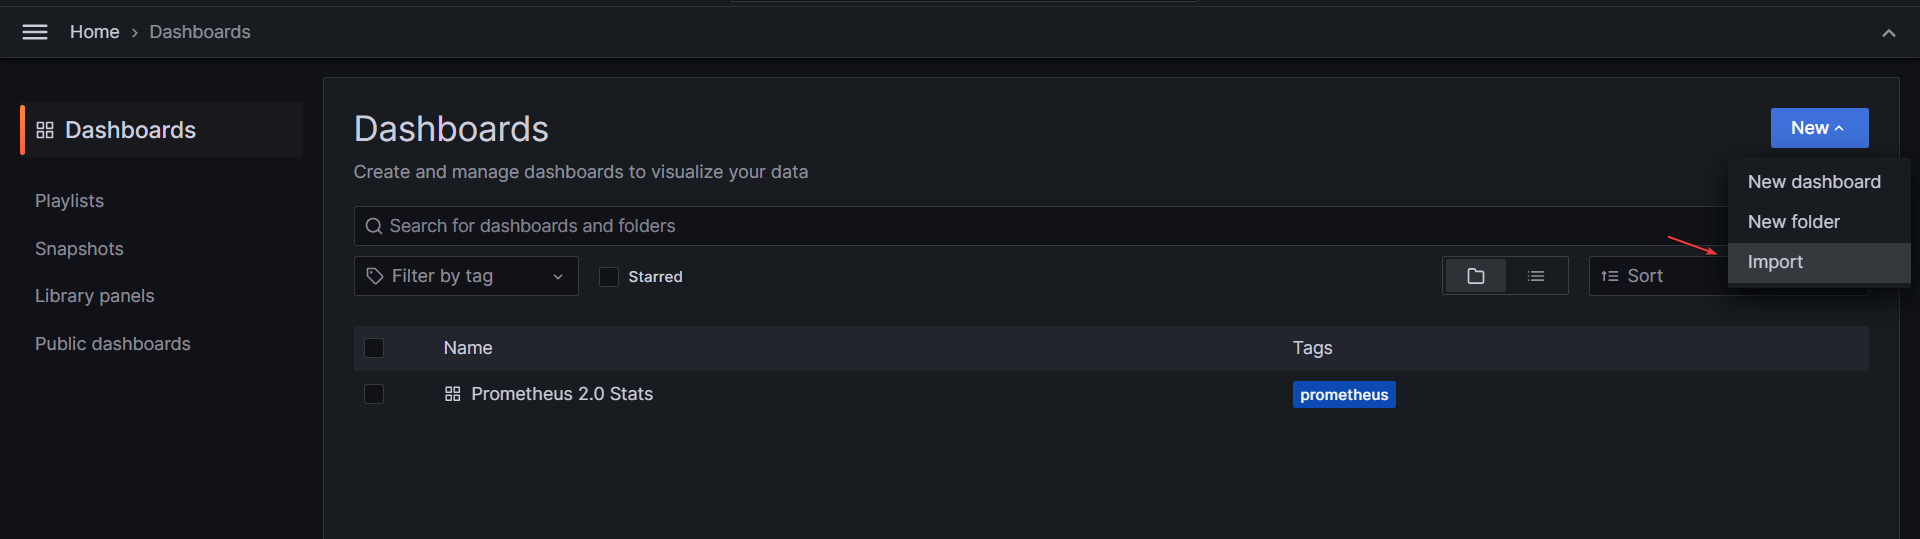 Home › Dashboards
Dashboards
Playlists
Snapshots
Library panels
Public dashboards
Dashboards
Create and manage dashboards to visualize your data
New
New dashboard
New folder
Import
Search for dashboards and folders
Filter by tag
Starred
Sort
Name Tags
Prometheus 2.0 Stats prometheus